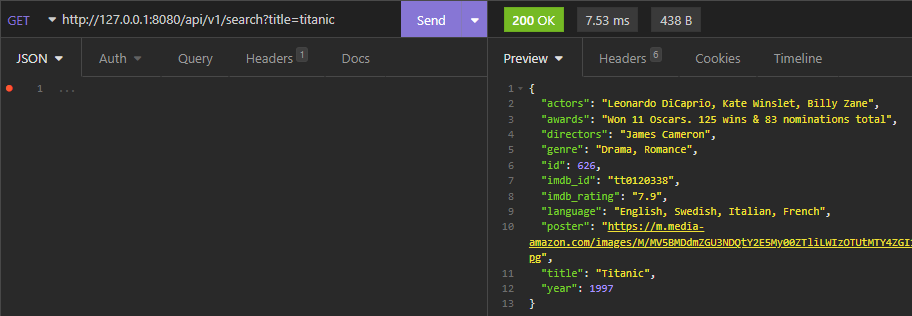 GET http://127.0.0.1:8080/api/v1/search?title=titanic Send
200 OK 7.53 ms 438 B
JSON Auth Query Headers 1 Docs
Preview Headers 6 Cookies Timeline
1 ...
1 {
2 "actors": "Leonardo DiCaprio, Kate Winslet, Billy Zane",
3 "awards": "Won 11 Oscars. 125 wins & 83 nominations total",
4 "directors": "James Cameron",
5 "genre": "Drama, Romance",
6 "id": 626,
7 "imdb_id": "tt0120338",
8 "imdb_rating": "7.9",
9 "language": "English, Swedish, Italian, French",
10 "poster": "https://m.media-
amazon.com/images/M/MV5BMDdmZGU3NDQtY2E5My00ZTliLWIzOTUtMTY4ZGI1
pg",
11 "title": "Titanic",
12 "year": 1997
13 }